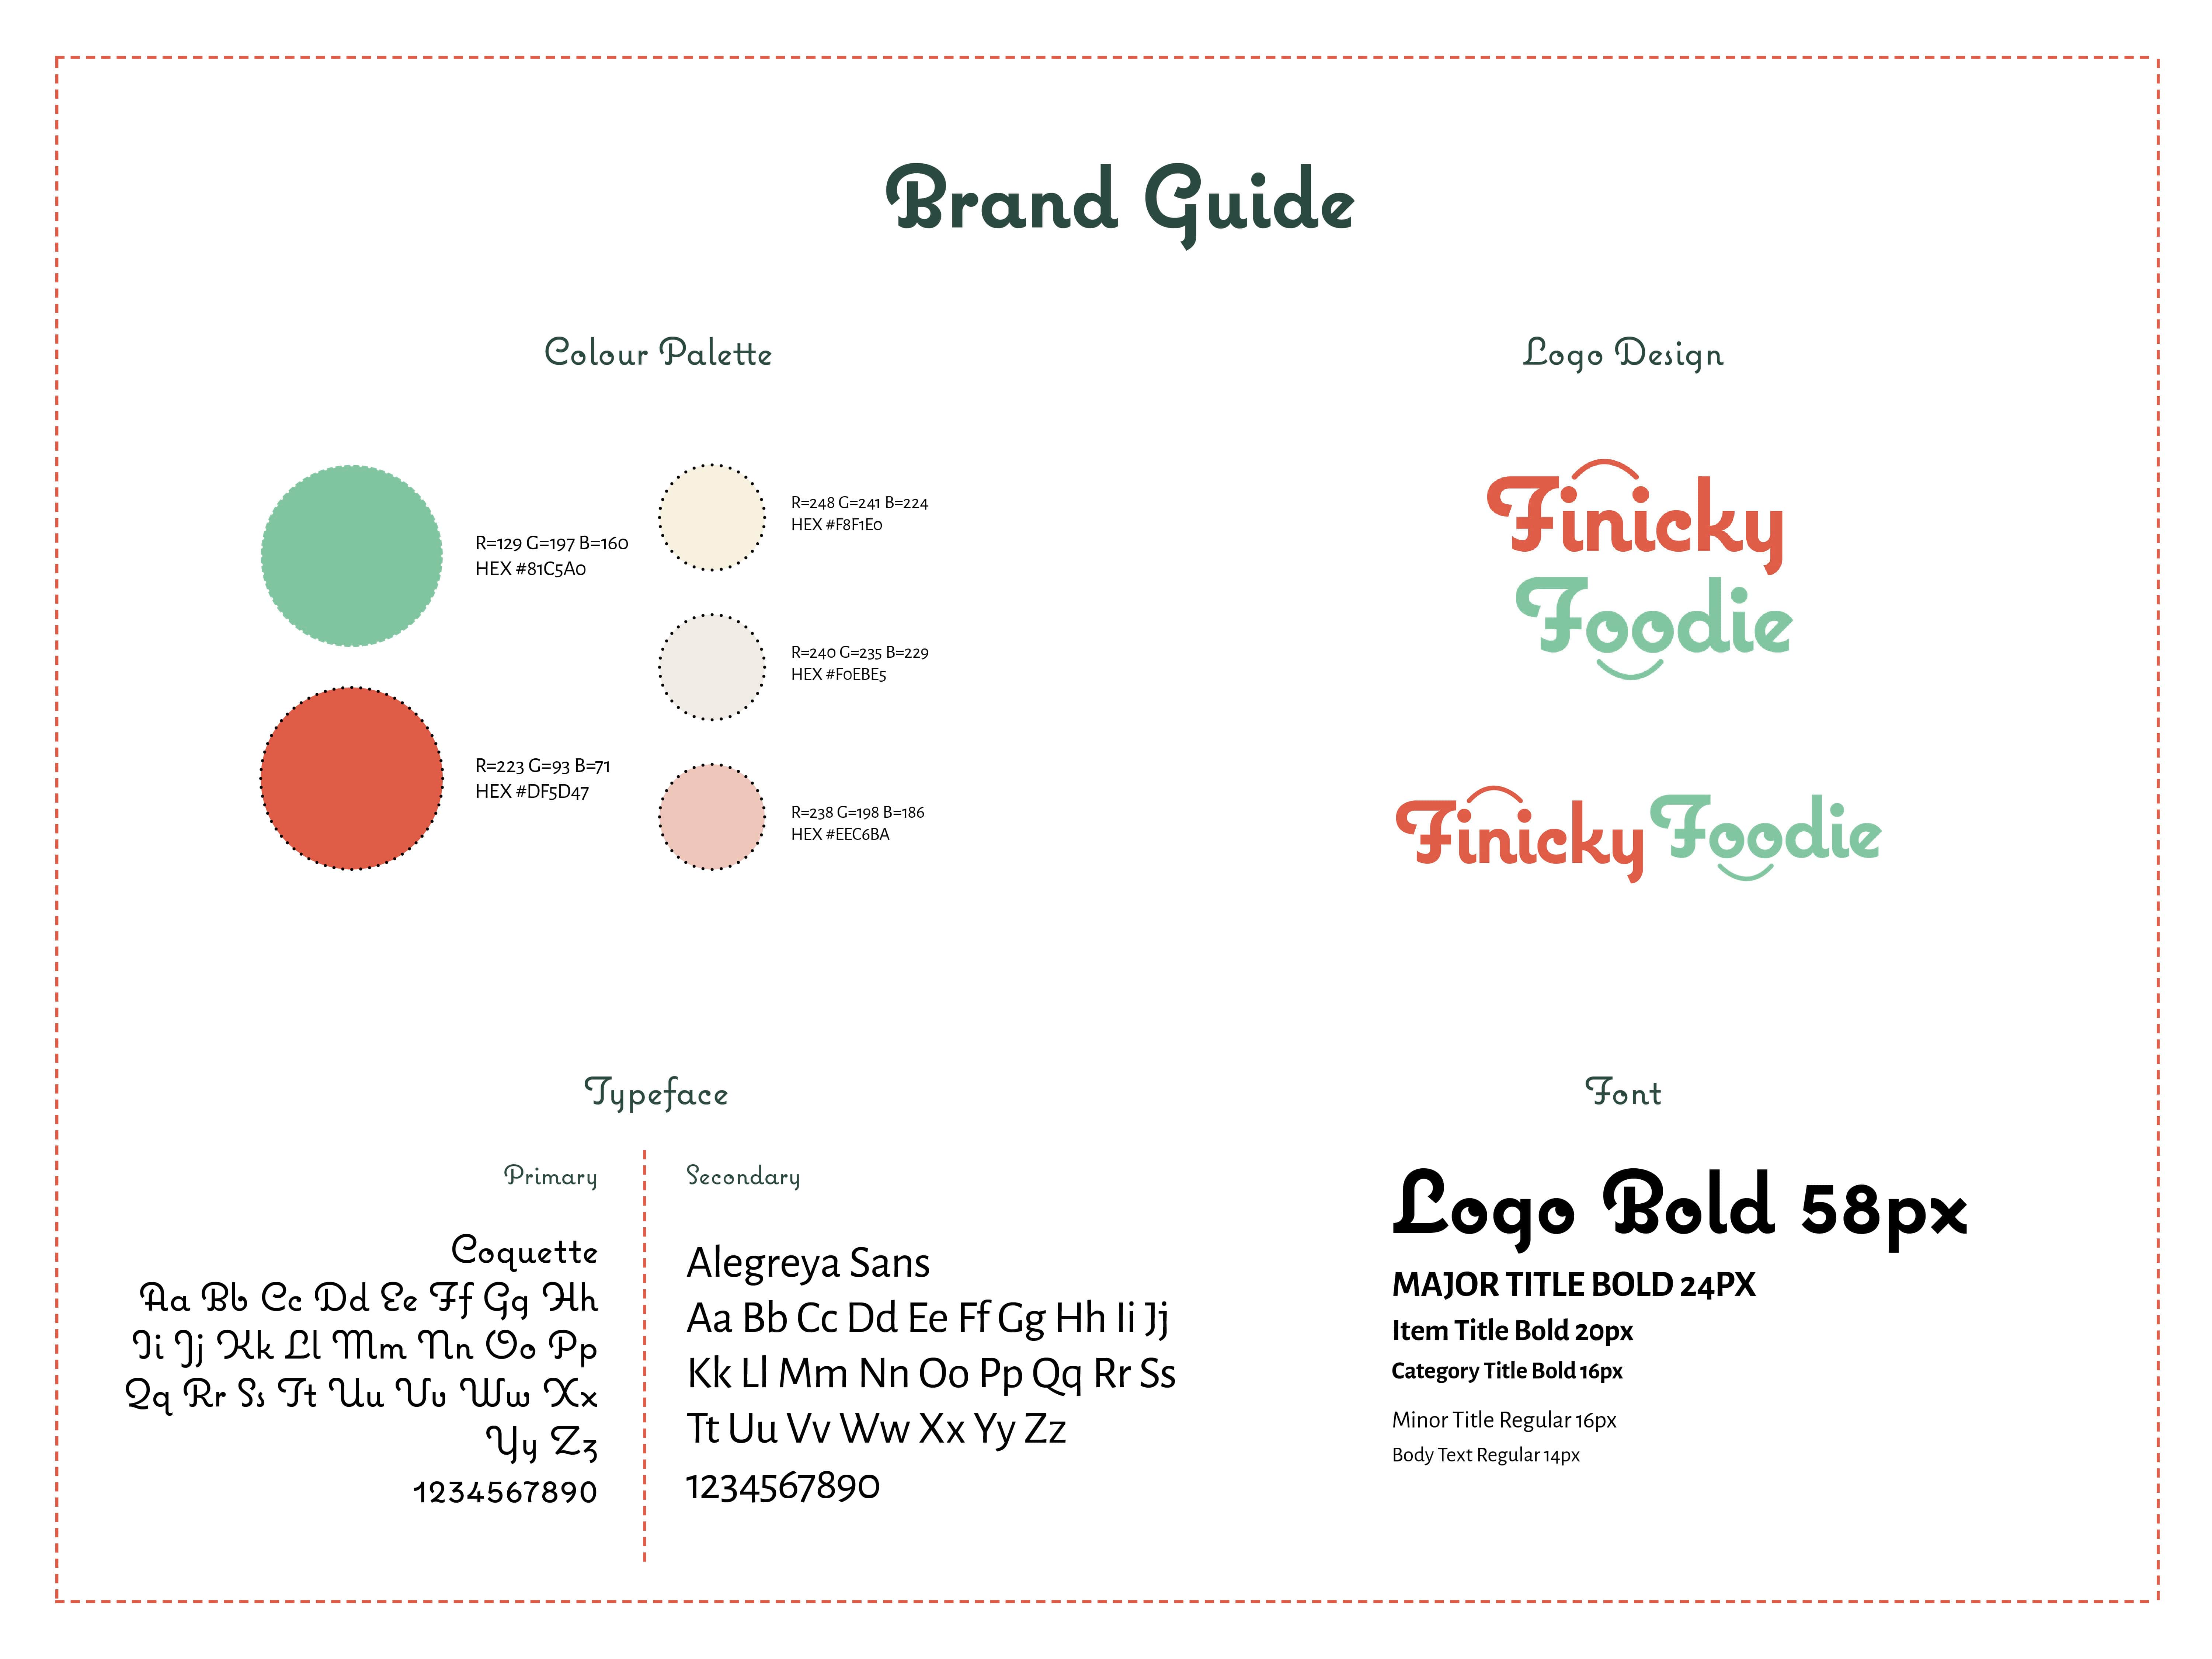 Brand Guide
Colour Palette
R=129 G=197 B=160
HEX #81C5A0
R=223 G=93 B=71
HEX #DF5D47
R=248 G=241 B=224
HEX #F8F1E0
R=240 G=235 B=229
HEX #F0EBE5
R=238 G=198 B=186
HEX #EEC6BA
Logo Design
Finicky
Foodie
Finicky Foodie
Typeface
Primary
Coquette
Aa Bb Cc Dd Ee Ff Gg Hh
Ii Jj Kk Ll Mm Nn Oo Pp
Qq Rr Ss Tt Uu Vv Ww Xx
Yy Zz
1234567890
Secondary
Alegreya Sans
Aa Bb Cc Dd Ee Ff Gg Hh Ii Jj
Kk Ll Mm Nn Oo Pp Qq Rr Ss
Tt Uu Vv Ww Xx Yy Zz
1234567890
Font
Logo Bold 58px
MAJOR TITLE BOLD 24PX
Item Title Bold 20px
Category Title Bold 16px
Minor Title Regular 16px
Body Text Regular 14px